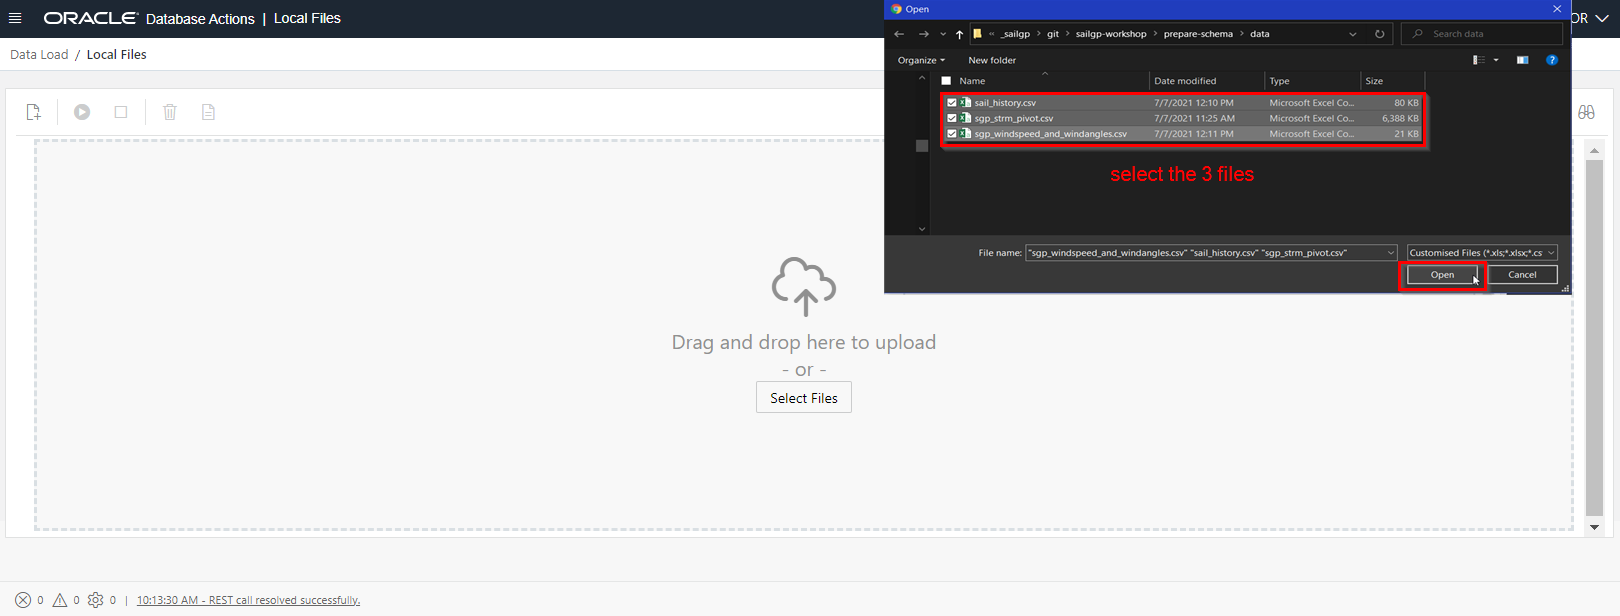 ORACLE Database Actions | Local Files
OR
Data Load / Local Files
Open
« _sailgp › git › sailgp-workshop › prepare-schema › data
Search data
Organize
New folder
Name Date modified Type Size
sail_history.csv 7/7/2021 12:10 PM Microsoft Excel Co... 80 KB
sgp_strm_pivot.csv 7/7/2021 11:25 AM Microsoft Excel Co... 6,388 KB
sgp_windspeed_and_windangles.csv 7/7/2021 12:11 PM Microsoft Excel Co... 21 KB
select the 3 files
File name: "sgp_windspeed_and_windangles.csv" "sail_history.csv" "sgp_strm_pivot.csv"
Customised Files (*.xls;*.xlsx;*.cs
Open Cancel
Drag and drop here to upload
- or -
Select Files
0 0 0 | 10:13:30 AM - REST call resolved successfully.